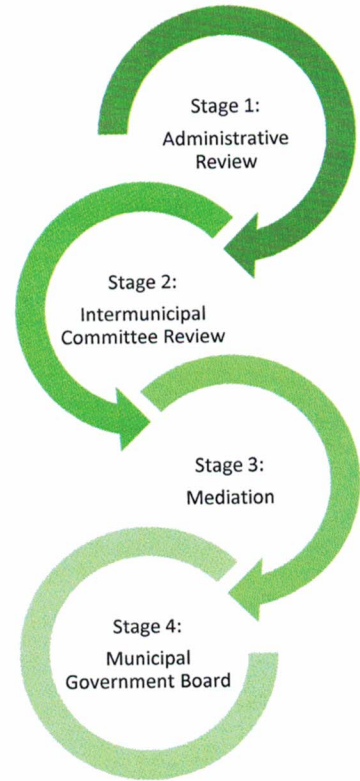 Stage 1:
Administrative
Review
Stage 2:
Intermunicipal
Committee Review
Stage 3:
Mediation
Stage 4:
Municipal
Government Board